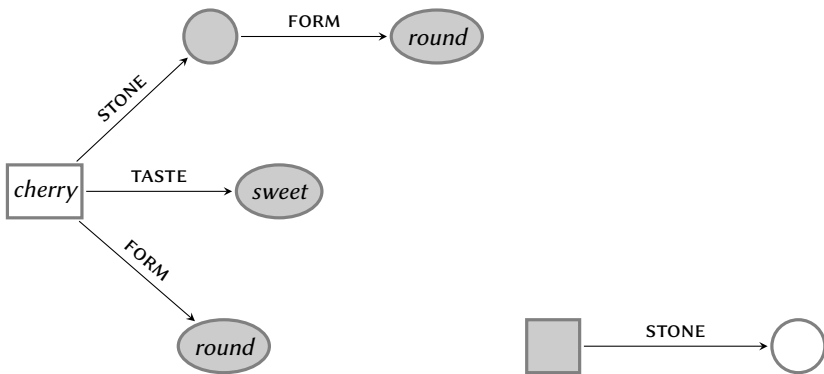 FORM
round
STONE
cherry
TASTE
sweet
FORM
round
STONE